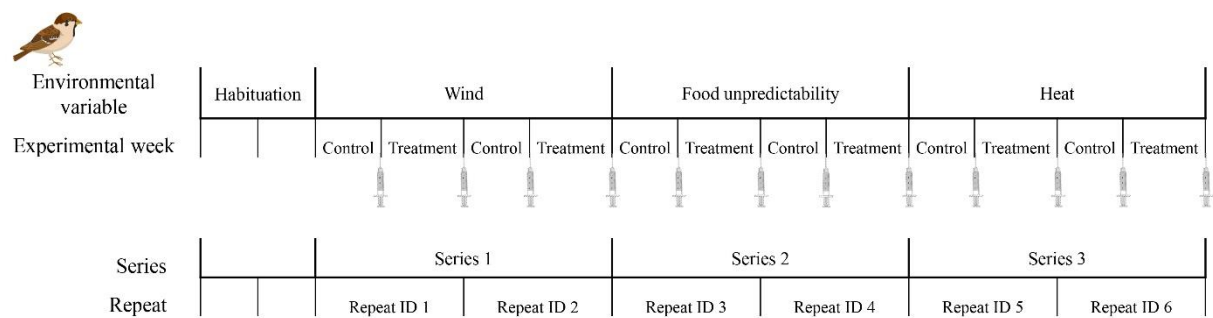 Environmental
variable
Habituation Wind Food unpredictability Heat
Experimental week Control Treatment Control Treatment Control Treatment Control Treatment Control Treatment Control Treatment
Series Series 1 Series 2 Series 3
Repeat Repeat ID 1 Repeat ID 2 Repeat ID 3 Repeat ID 4 Repeat ID 5 Repeat ID 6